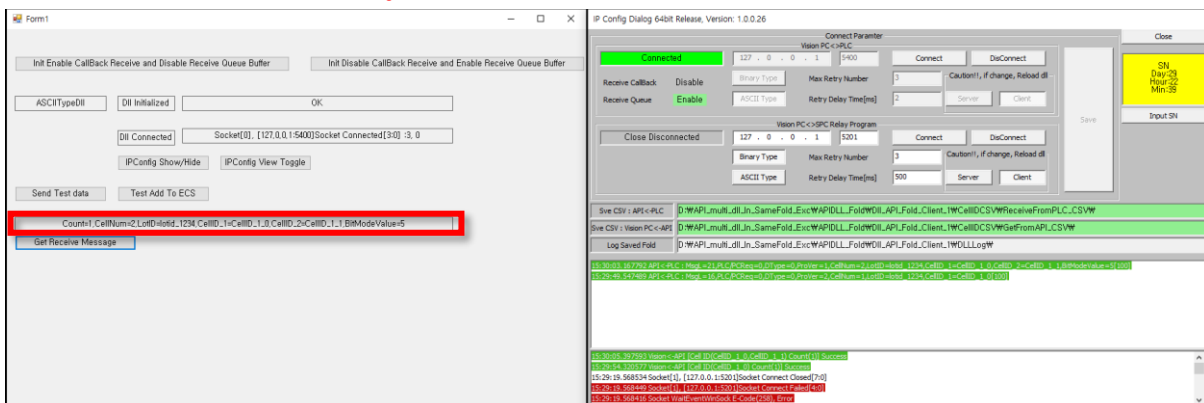 Form1
Init Enable CallBack Receive and Disable Receive Queue Buffer
Init Disable CallBack Receive and Enable Receive Queue Buffer
ASCIITypeDll
Dll Initialized
OK
Dll Connected
Socket[0], [127,0,0,1:5400]Socket Connected[3:0] :3, 0
IPConfig Show/Hide
IPConfig View Toggle
Send Test data
Test Add To ECS
Count=1,CellNum=2,LotID=lotid_1234,CellID_1=CellID_1_0,CellID_2=CellID_1_1,BitModeValue=5
Get Receive Message
IP Config Dialog 64bit Release, Version: 1.0.0.26
Connect Paramter
Vision PC<>PLC
Connected
127 . 0 . 0 . 1
5400
Connect
DisConnect
Receive CallBack
Disable
Binary Type
Max Retry Number
3
Caution!!, if change, Reload dll
Receive Queue
Enable
ASCII Type
Retry Delay Time[ms]
2
Server
Client
Vision PC<>SPC Relay Program
Close Disconnected
127 . 0 . 0 . 1
5201
Connect
DisConnect
Binary Type
Max Retry Number
3
Caution!!, if change, Reload dll
ASCII Type
Retry Delay Time[ms]
500
Server
Client
Save
Close
SN
Day:29
Hour:22
Min:39
Input SN
Sve CSV : API<-PLC
D:₩API_multi_dll_In_SameFold_Exc₩APIDLL_Fold₩Dll_API_Fold_Client_1₩CellIDCSV₩ReceiveFromPLC_CSV₩
Sve CSV : Vision PC<-API
D:₩API_multi_dll_In_SameFold_Exc₩APIDLL_Fold₩Dll_API_Fold_Client_1₩CellIDCSV₩GetFromAPI_CSV₩
Log Saved Fold
D:₩API_multi_dll_In_SameFold_Exc₩APIDLL_Fold₩Dll_API_Fold_Client_1₩DLLLog₩
15:30:03.167792 API<-PLC : MsgL=21,PLC/PCReq=0,DType=0,ProVer=1,CellNum=2,LotID=lotid_1234,CellID_1=CellID_1_0,CellID_2=CellID_1_1,BitModeValue=5[100]
15:29:49.547489 API<-PLC : MsgL=16,PLC/PCReq=0,DType=0,ProVer=1,CellNum=1,LotID=lotid_1234,CellID_1=CellID_1_0[100]
15:30:05.397593 Vision<-API [Cell ID(CellID_1_0,CellID_1_1) Count(1)] Success
15:29:54.320577 Vision<-API [Cell ID(CellID_1_0) Count(1)] Success
15:29:19.568534 Socket[1], [127.0.0.1:5201]Socket Connect Closed[7:0]
15:29:19.568449 Socket[1], [127.0.0.1:5201]Socket Connect Failed[4:0]
15:29:19.568416 Socket WaitEventWinSock E-Code(258), Error